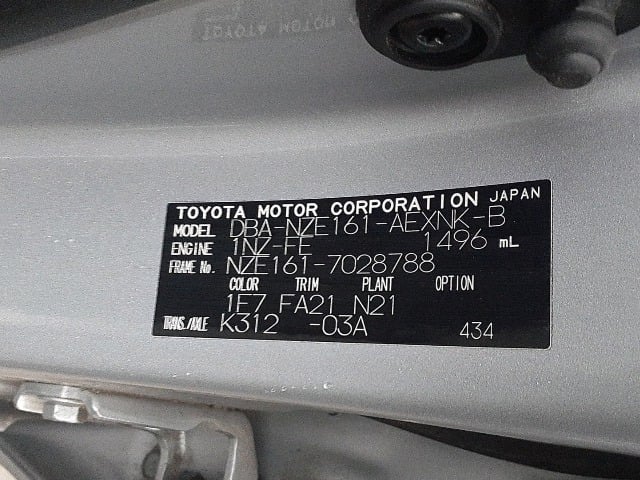 TOYOTA MOTOR CORPORATION JAPAN
MODEL DBA-NZE161-AEXNK-B
ENGINE 1NZ-FE 1496 mL
FRAME No. NZE161-7028788
COLOR TRIM PLANT OPTION
1F7 FA21 N21
TRANS./AXLE K312 -03A 434